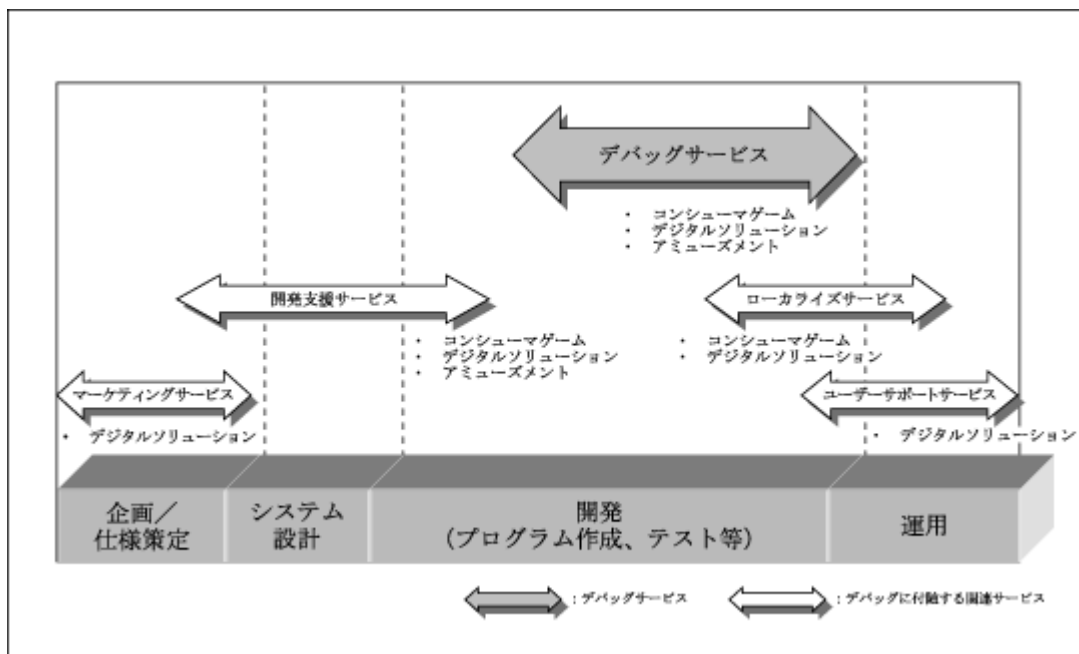 デバッグサービス
・ コンシューマゲーム
・ デジタルソリューション
・ アミューズメント
開発支援サービス
・ コンシューマゲーム
・ デジタルソリューション
・ アミューズメント
ローカライズサービス
・ コンシューマゲーム
・ デジタルソリューション
マーケティングサービス
・ デジタルソリューション
ユーザーサポートサービス
・ デジタルソリューション
企画／
仕様策定
システム
設計
開発
（プログラム作成、テスト等）
運用
：デバッグサービス
：デバッグに付随する関連サービス